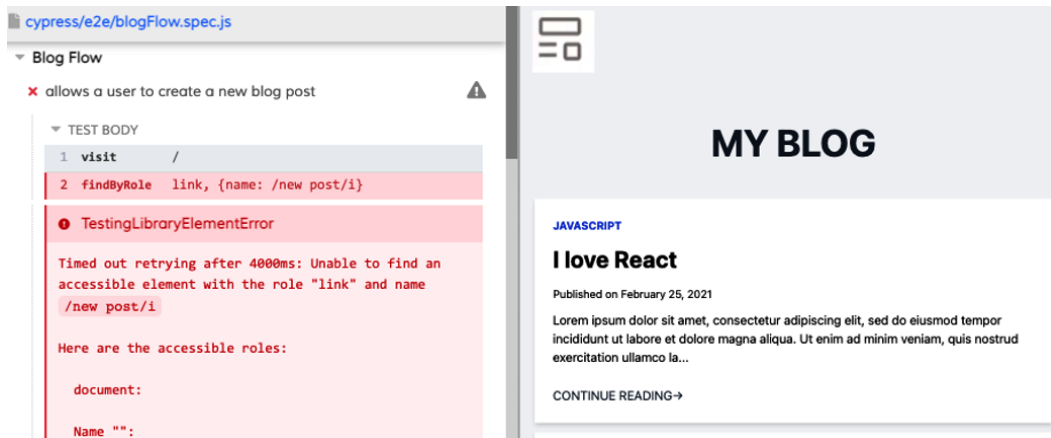 cypress/e2e/blogFlow.spec.js
Blog Flow
allows a user to create a new blog post
TEST BODY
1 visit /
2 findByRole link, {name: /new post/i}
TestingLibraryElementError
Timed out retrying after 4000ms: Unable to find an
accessible element with the role "link" and name
/new post/i
Here are the accessible roles:
document:
Name "":
MY BLOG
JAVASCRIPT
I love React
Published on February 25, 2021
Lorem ipsum dolor sit amet, consectetur adipiscing elit, sed do eiusmod tempor
incididunt ut labore et dolore magna aliqua. Ut enim ad minim veniam, quis nostrud
exercitation ullamco la...
CONTINUE READING→